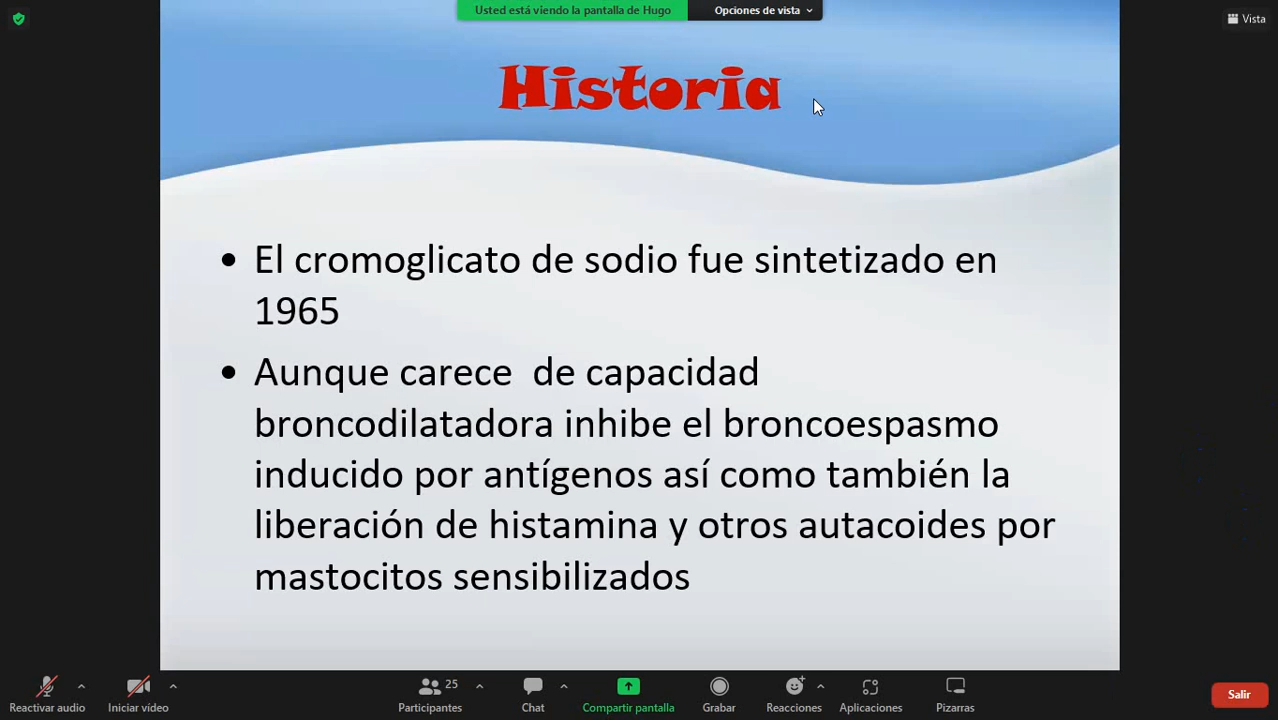 Usted está viendo la pantalla de Hugo
Opciones de vista
Vista
Historia
• El cromoglicato de sodio fue sintetizado en
1965
• Aunque carece  de capacidad
broncodilatadora inhibe el broncoespasmo
inducido por antígenos así como también la
liberación de histamina y otros autacoides por
mastocitos sensibilizados
25
Reactivar audio
Iniciar vídeo
Participantes
Chat
Compartir pantalla
Grabar
Reacciones
Aplicaciones
Pizarras
Salir